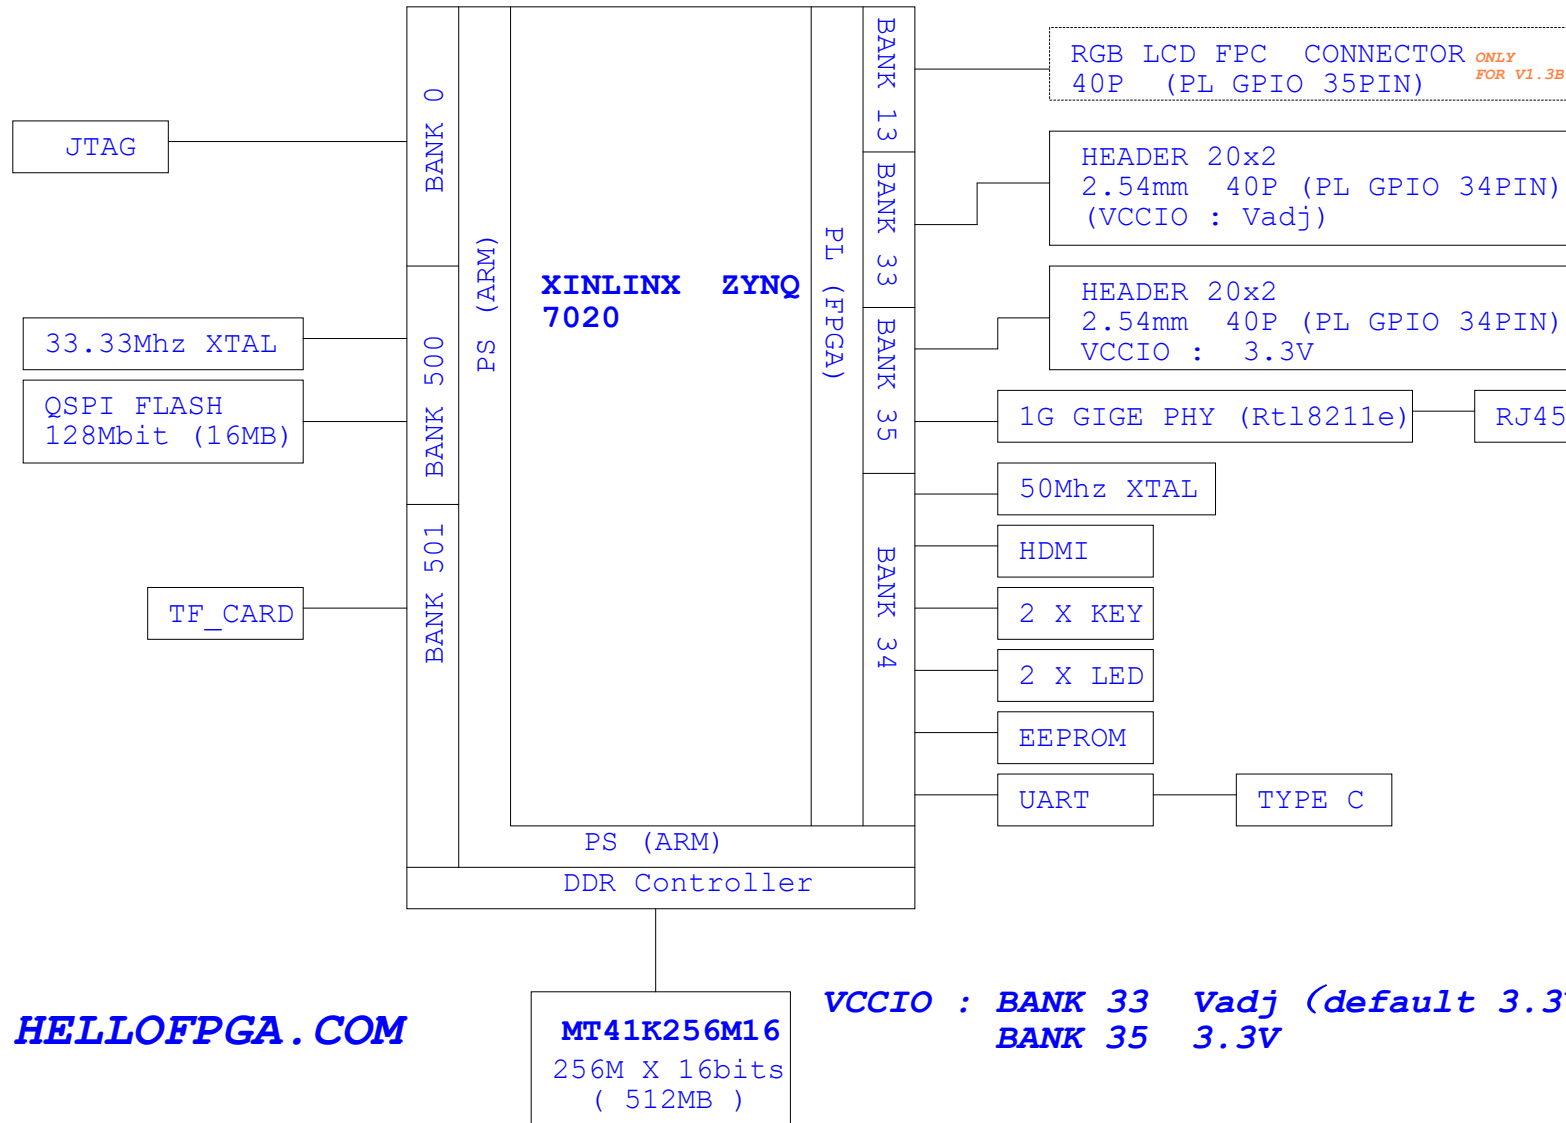 BANK 0
BANK 500
BANK 501
PS (ARM)
XINLINX ZYNQ
7020
PL (FPGA)
BANK 13
BANK 33
BANK 35
BANK 34
PS (ARM)
DDR Controller
JTAG
33.33Mhz XTAL
QSPI FLASH
128Mbit (16MB)
TF_CARD
RGB LCD FPC CONNECTOR
40P (PL GPIO 35PIN)
ONLY
FOR V1.3B
HEADER 20x2
2.54mm 40P (PL GPIO 34PIN)
(VCCIO : Vadj)
HEADER 20x2
2.54mm 40P (PL GPIO 34PIN)
VCCIO : 3.3V
1G GIGE PHY (Rtl8211e)
RJ45
50Mhz XTAL
HDMI
2 X KEY
2 X LED
EEPROM
UART
TYPE C
MT41K256M16
256M X 16bits
( 512MB )
HELLOFPGA.COM
VCCIO : BANK 33 Vadj (default 3.3
BANK 35 3.3V